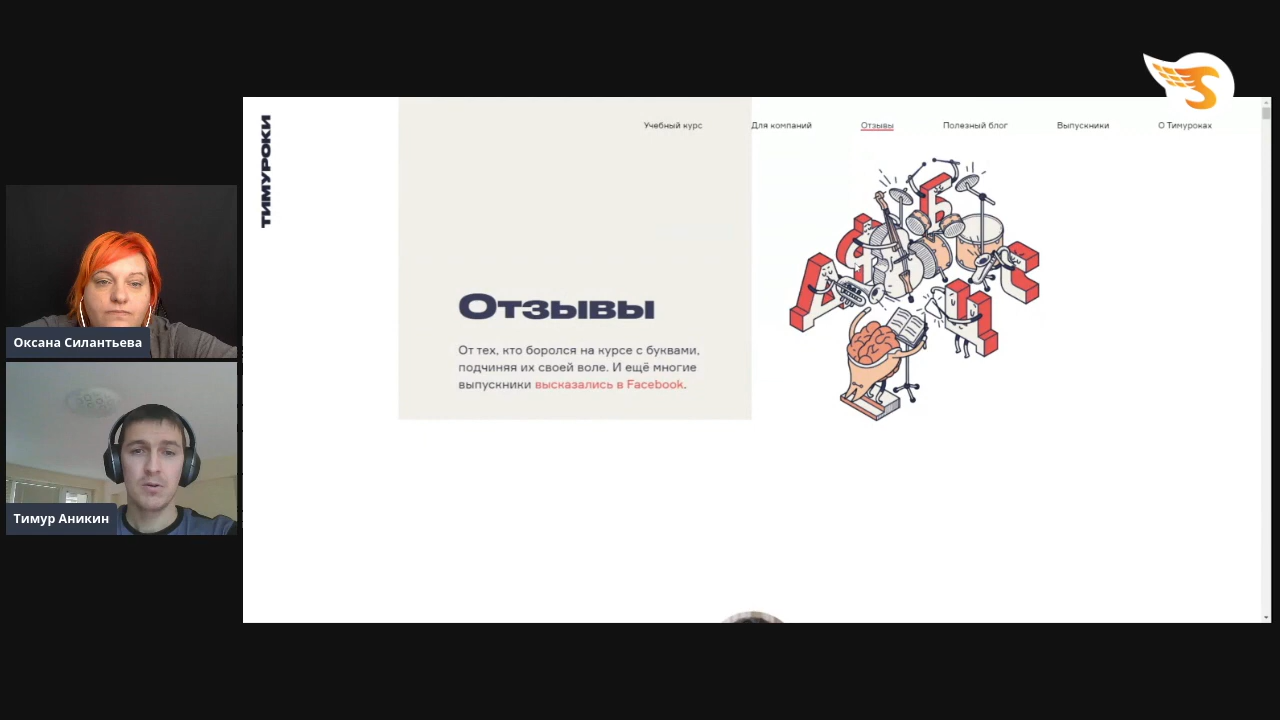 ТИМУРОКИ
Учебный курс
Для компаний
Отзывы
Полезный блог
Выпускники
О Тимуроках
Отзывы
От тех, кто боролся на курсе с буквами,
подчиняя их своей воле. И ещё многие
выпускники высказались в Facebook.
Оксана Силантьева
Тимур Аникин